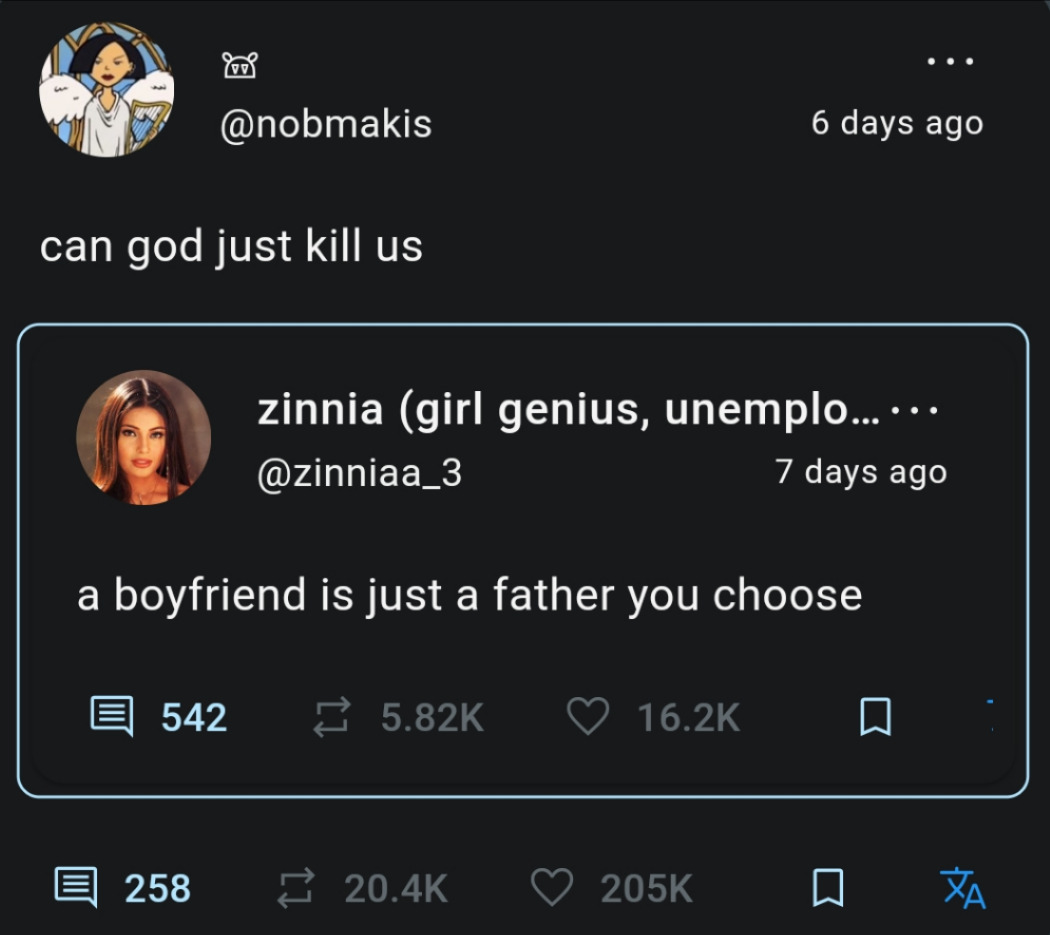 @nobmakis
6 days ago
can god just kill us
zinnia (girl genius, unemplo...
@zinniaa_3
7 days ago
a boyfriend is just a father you choose
542 5.82K 16.2K
258 20.4K 205K